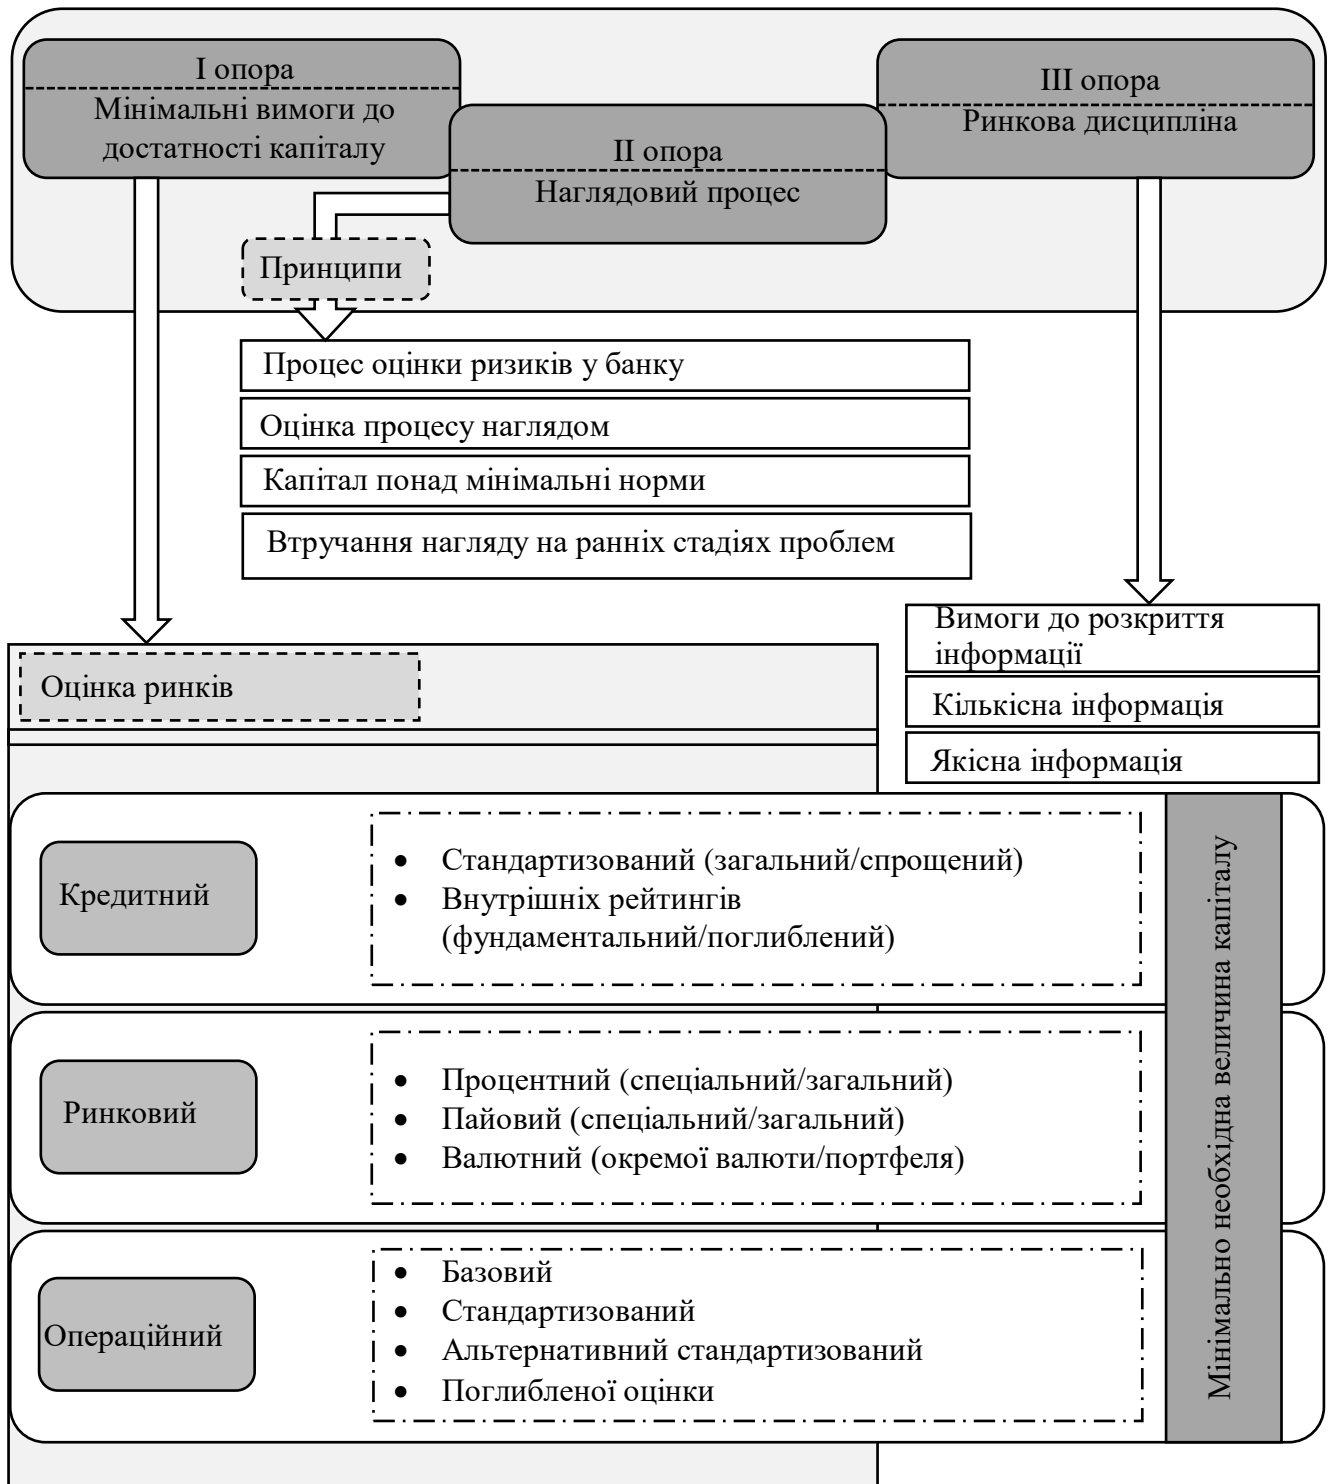 І опора
Мінімальні вимоги до
достатності капіталу
ІІ опора
Наглядовий процес
ІІІ опора
Ринкова дисципліна
Принципи
Процес оцінки ризиків у банку
Оцінка процесу наглядом
Капітал понад мінімальні норми
Втручання нагляду на ранніх стадіях проблем
Вимоги до розкриття
інформації
Кількісна інформація
Якісна інформація
Оцінка ринків
Кредитний
• Стандартизований (загальний/спрощений)
• Внутрішніх рейтингів
(фундаментальний/поглиблений)
Ринковий
• Процентний (спеціальний/загальний)
• Пайовий (спеціальний/загальний)
• Валютний (окремої валюти/портфеля)
Операційний
• Базовий
• Стандартизований
• Альтернативний стандартизований
• Поглибленої оцінки
Мінімально необхідна величина капіталу